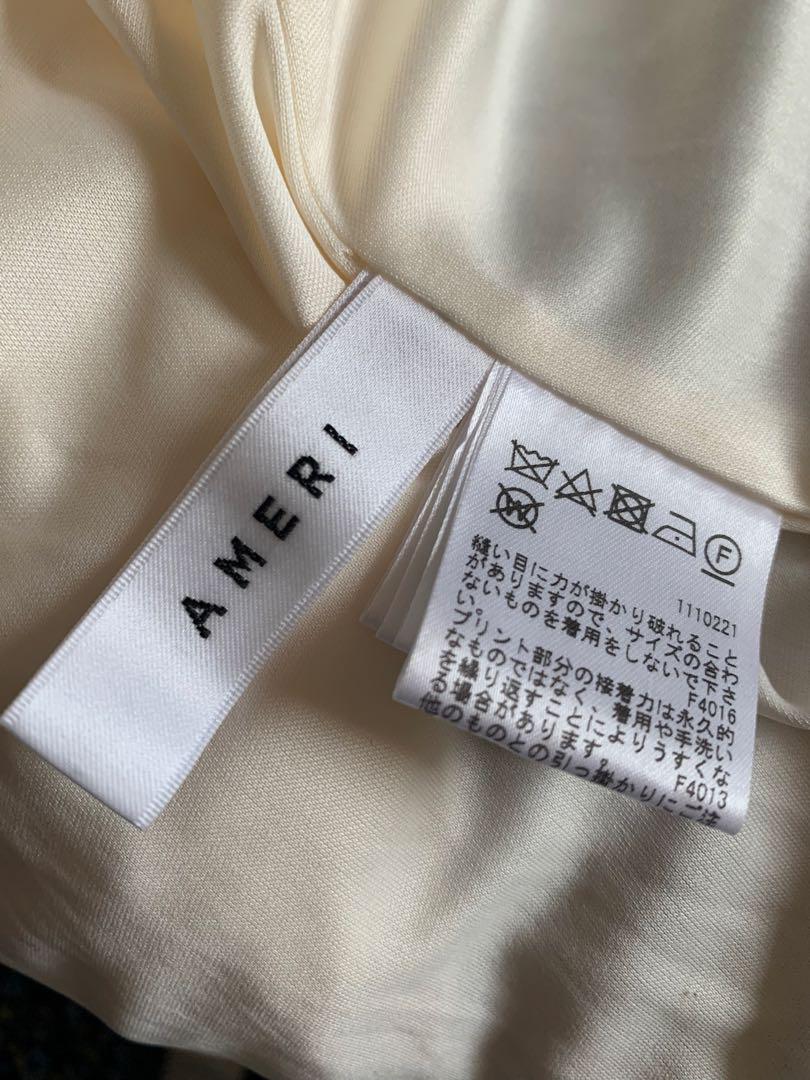 AMERI
W
F
1110221
縫い目に力が掛かり破れること
がありますので、サイズの合わ
ないものを着用をしないで下さ
い。
F4016
プリント部分の接着力は永久的
なものではなく、着用や手洗い
を繰り返すことによりうすくな
る場合があります。
F4013
他のものとの引っ掛かりにご注